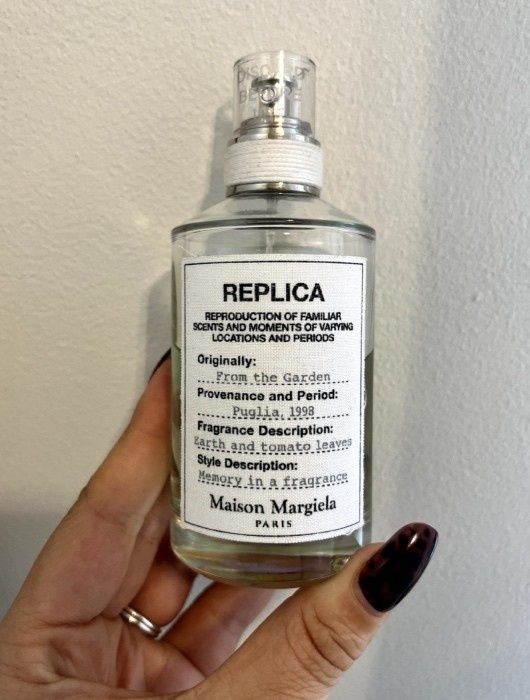 REPLICA
REPRODUCTION OF FAMILIAR
SCENTS AND MOMENTS OF VARYING
LOCATIONS AND PERIODS
Originally:
From the Garden
Provenance and Period:
Puglia, 1998
Fragrance Description:
Earth and tomato leaves
Style Description:
Memory in a fragrance
Maison Margiela
PARIS